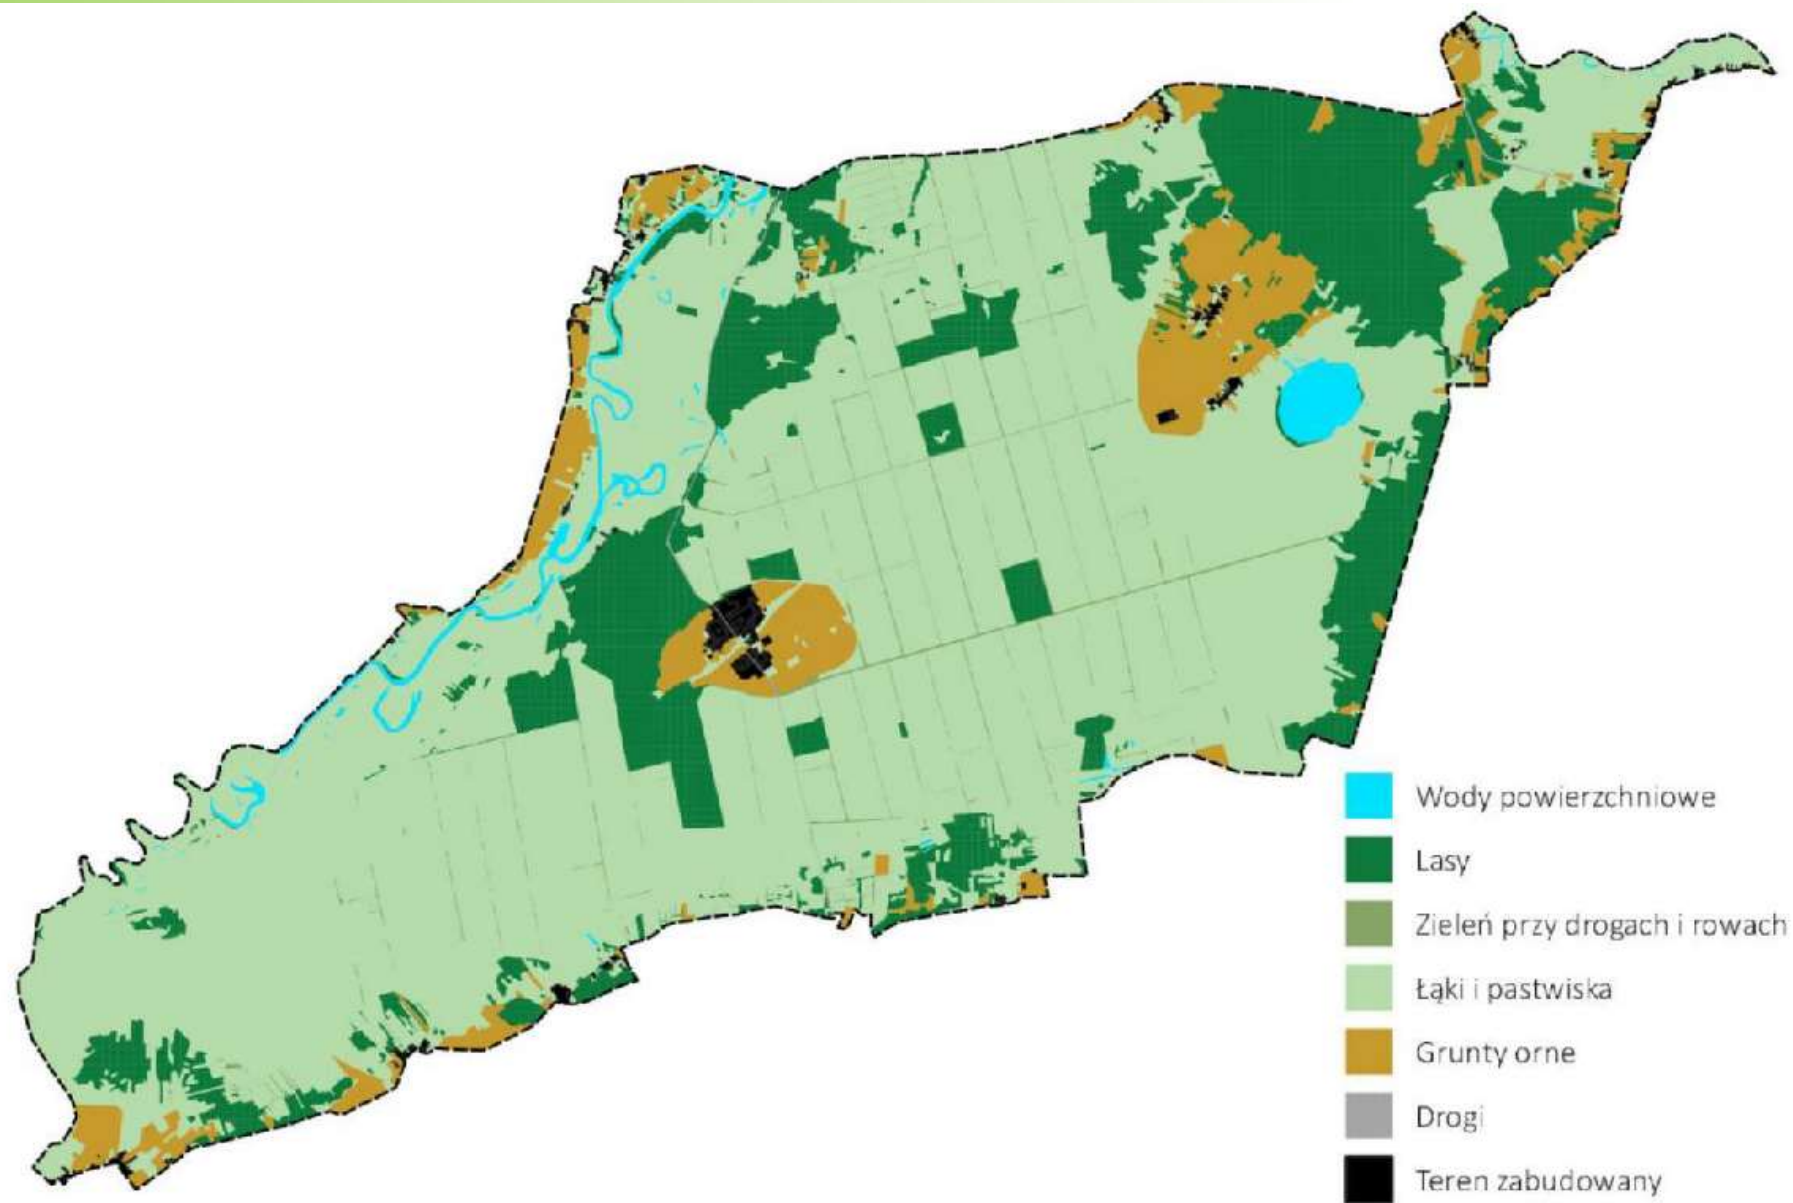 Wody powierzchniowe
Lasy
Zieleń przy drogach i rowach
Łąki i pastwiska
Grunty orne
Drogi
Teren zabudowany